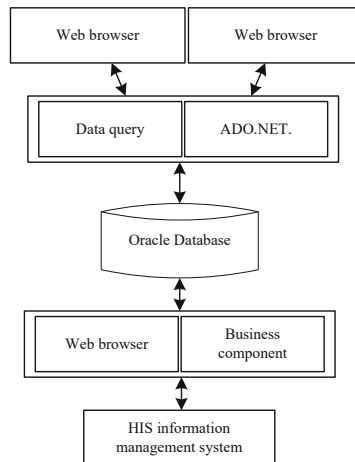 Web browser
Web browser
Data query
ADO.NET.
Oracle Database
Web browser
Business
component
HIS information
management system